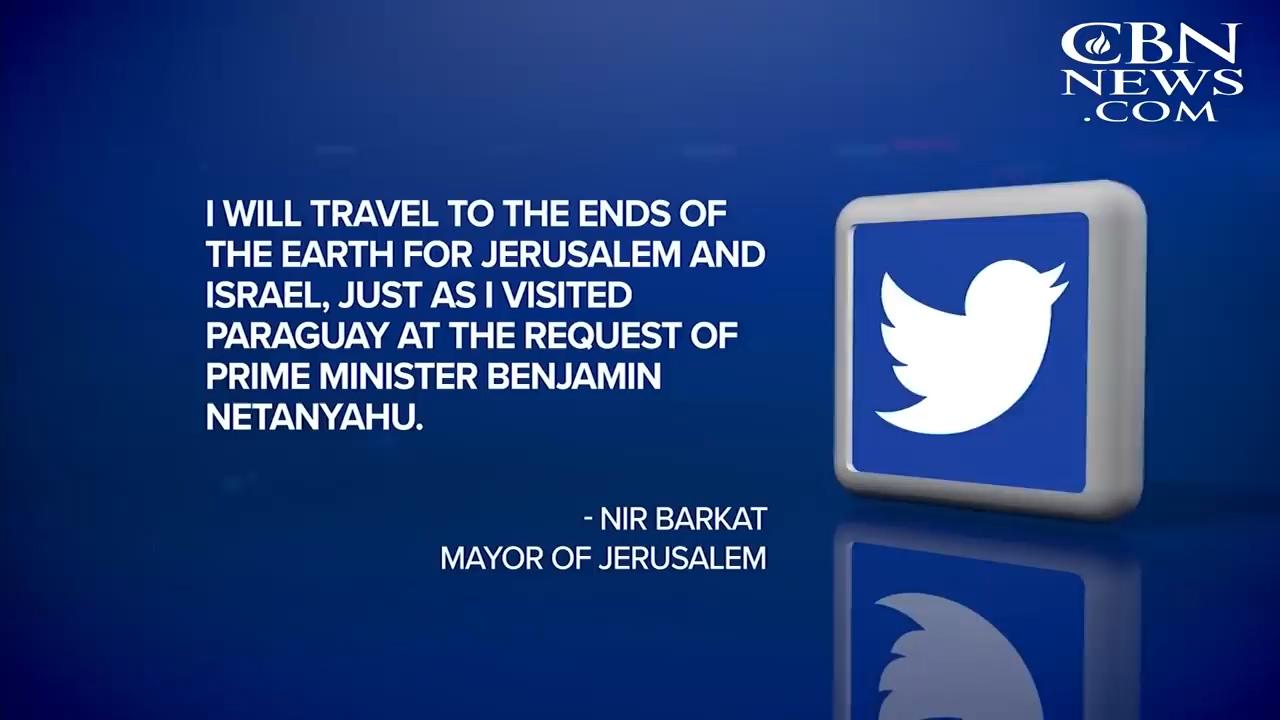 CBN
NEWS
.COM
I WILL TRAVEL TO THE ENDS OF
THE EARTH FOR JERUSALEM AND
ISRAEL, JUST AS I VISITED
PARAGUAY AT THE REQUEST OF
PRIME MINISTER BENJAMIN
NETANYAHU.
- NIR BARKAT
MAYOR OF JERUSALEM